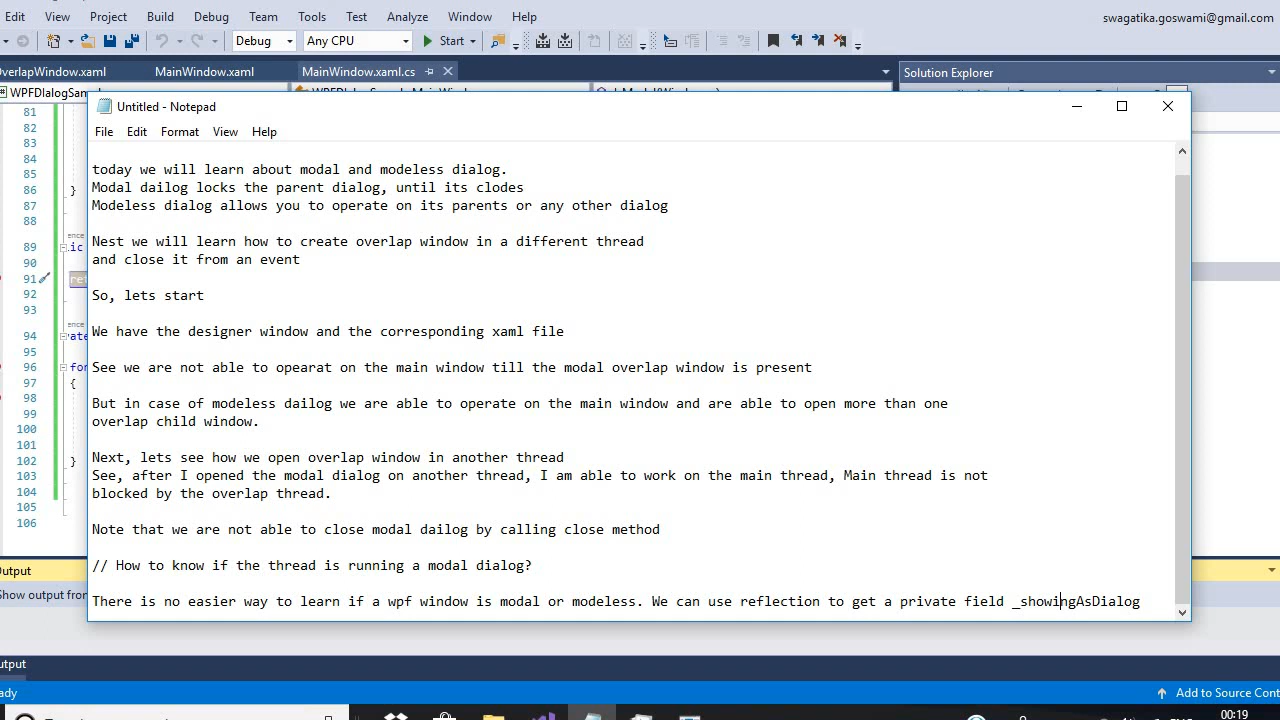 Edit View Project Build Debug Team Tools Test Analyze Window Help swagatika.goswami@gmail.com
Debug Any CPU Start
OverlapWindow.xaml MainWindow.xaml MainWindow.xaml.cs Solution Explorer
WPFDialogSam
Untitled - Notepad
File Edit Format View Help
today we will learn about modal and modeless dialog.
Modal dailog locks the parent dialog, until its clodes
Modeless dialog allows you to operate on its parents or any other dialog
Nest we will learn how to create overlap window in a different thread
and close it from an event
So, lets start
We have the designer window and the corresponding xaml file
See we are not able to opearat on the main window till the modal overlap window is present
But in case of modeless dailog we are able to operate on the main window and are able to open more than one
overlap child window.
Next, lets see how we open overlap window in another thread
See, after I opened the modal dialog on another thread, I am able to work on the main thread, Main thread is not
blocked by the overlap thread.
Note that we are not able to close modal dailog by calling close method
// How to know if the thread is running a modal dialog?
There is no easier way to learn if a wpf window is modal or modeless. We can use reflection to get a private field _showingAsDialog
81
82
83
84
85
86 }
87
88
89 ic
90
91 ret
92
93
ence
94 ate
95
96 for
97 {
98
99
100
101
102 }
103
104
105
106
Output
Show output from
utput
ady Add to Source Cont
00:19